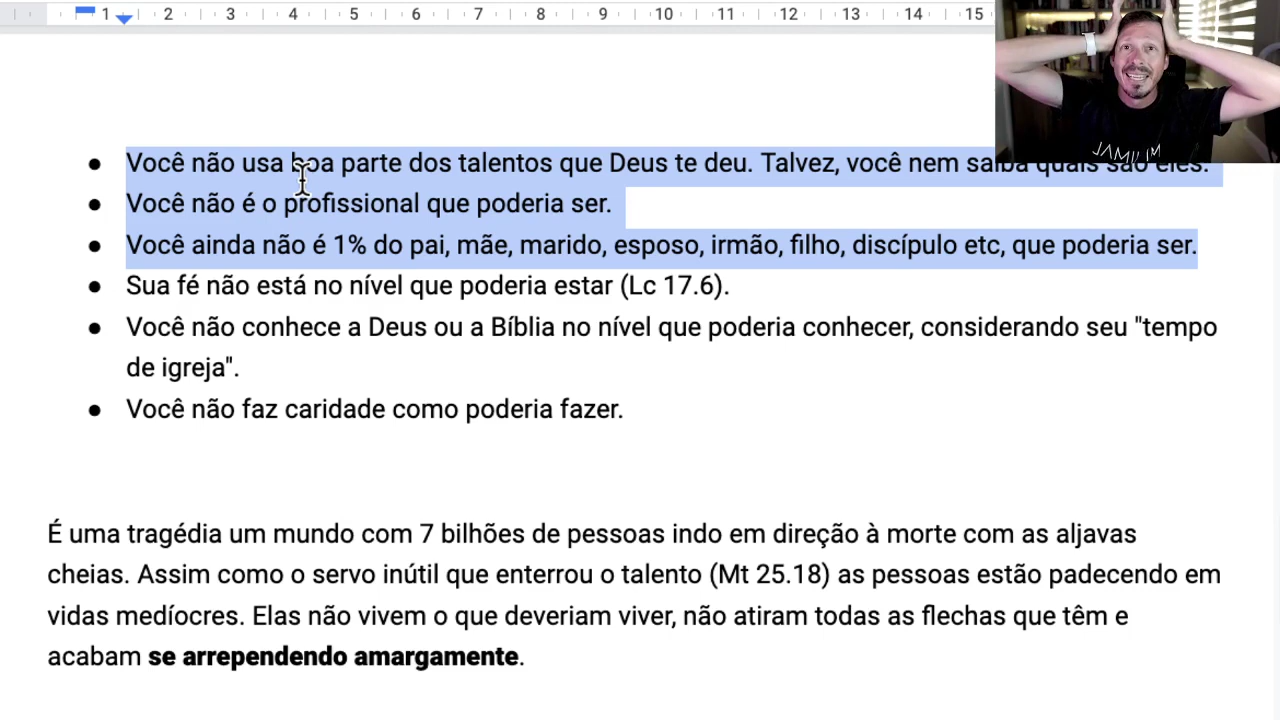 1 2 3 4 5 6 7 8 9 10 11 12 13 14 15
JAMILIM
● Você não usa boa parte dos talentos que Deus te deu. Talvez, você nem saiba quais são eles.
● Você não é o profissional que poderia ser.
● Você ainda não é 1% do pai, mãe, marido, esposo, irmão, filho, discípulo etc, que poderia ser.
● Sua fé não está no nível que poderia estar (Lc 17.6).
● Você não conhece a Deus ou a Bíblia no nível que poderia conhecer, considerando seu "tempo
de igreja".
● Você não faz caridade como poderia fazer.
É uma tragédia um mundo com 7 bilhões de pessoas indo em direção à morte com as aljavas
cheias. Assim como o servo inútil que enterrou o talento (Mt 25.18) as pessoas estão padecendo em
vidas medíocres. Elas não vivem o que deveriam viver, não atiram todas as flechas que têm e
acabam se arrependendo amargamente.